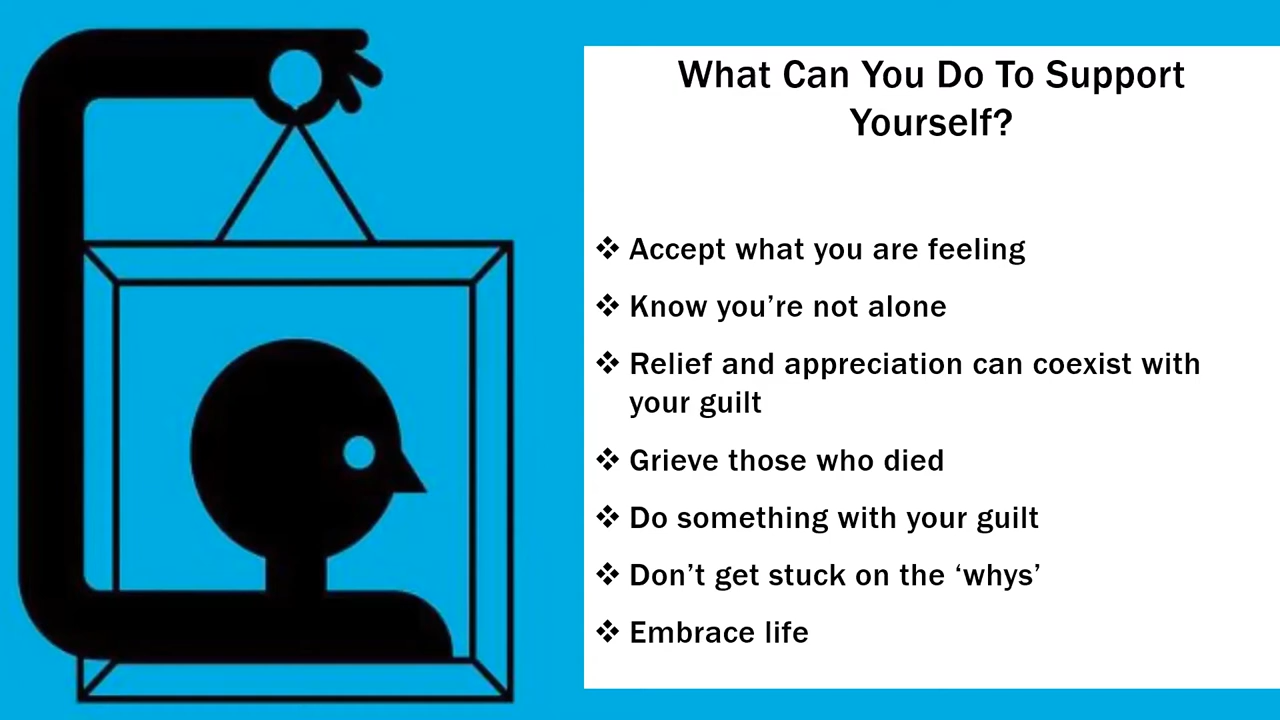 What Can You Do To Support
Yourself?
❖ Accept what you are feeling
❖ Know you’re not alone
❖ Relief and appreciation can coexist with
your guilt
❖ Grieve those who died
❖ Do something with your guilt
❖ Don’t get stuck on the ‘whys’
❖ Embrace life